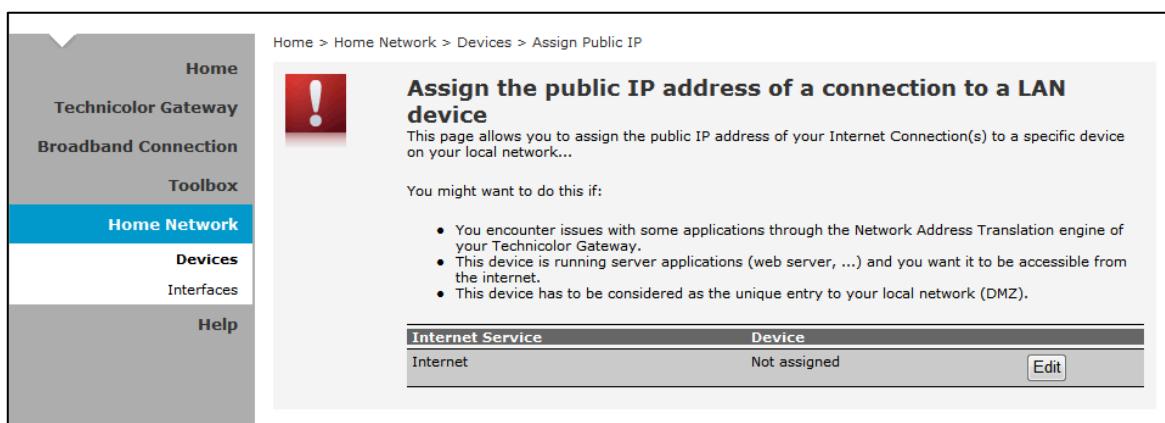 Home > Home Network > Devices > Assign Public IP
Home
Technicolor Gateway
Broadband Connection
Toolbox
Home Network
Devices
Interfaces
Help
Assign the public IP address of a connection to a LAN
device
This page allows you to assign the public IP address of your Internet Connection(s) to a specific device
on your local network...
You might want to do this if:
• You encounter issues with some applications through the Network Address Translation engine of
your Technicolor Gateway.
• This device is running server applications (web server, ...) and you want it to be accessible from
the internet.
• This device has to be considered as the unique entry to your local network (DMZ).
Internet Service Device
Internet Not assigned Edit